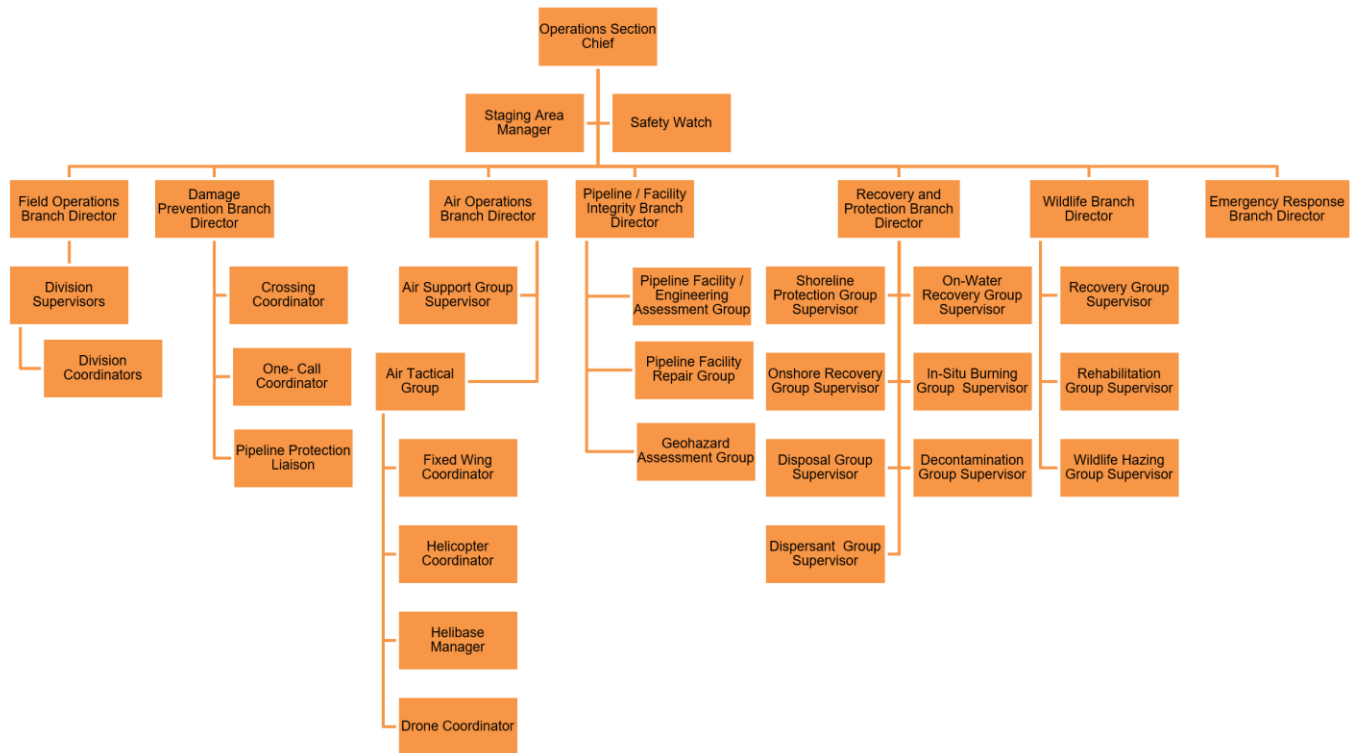 Operations Section
Chief
Staging Area
Manager
Safety Watch
Field Operations
Branch Director
Damage
Prevention Branch
Director
Air Operations
Branch Director
Pipeline / Facility
Integrity Branch
Director
Recovery and
Protection Branch
Director
Wildlife Branch
Director
Emergency Response
Branch Director
Division
Supervisors
Division
Coordinators
Crossing
Coordinator
One- Call
Coordinator
Pipeline Protection
Liaison
Air Support Group
Supervisor
Air Tactical
Group
Fixed Wing
Coordinator
Helicopter
Coordinator
Helibase
Manager
Drone Coordinator
Pipeline Facility /
Engineering
Assessment Group
Pipeline Facility
Repair Group
Geohazard
Assessment Group
Shoreline
Protection Group
Supervisor
On-Water
Recovery Group
Supervisor
Onshore Recovery
Group Supervisor
In-Situ Burning
Group Supervisor
Disposal Group
Supervisor
Decontamination
Group Supervisor
Dispersant Group
Supervisor
Recovery Group
Supervisor
Rehabilitation
Group Supervisor
Wildlife Hazing
Group Supervisor